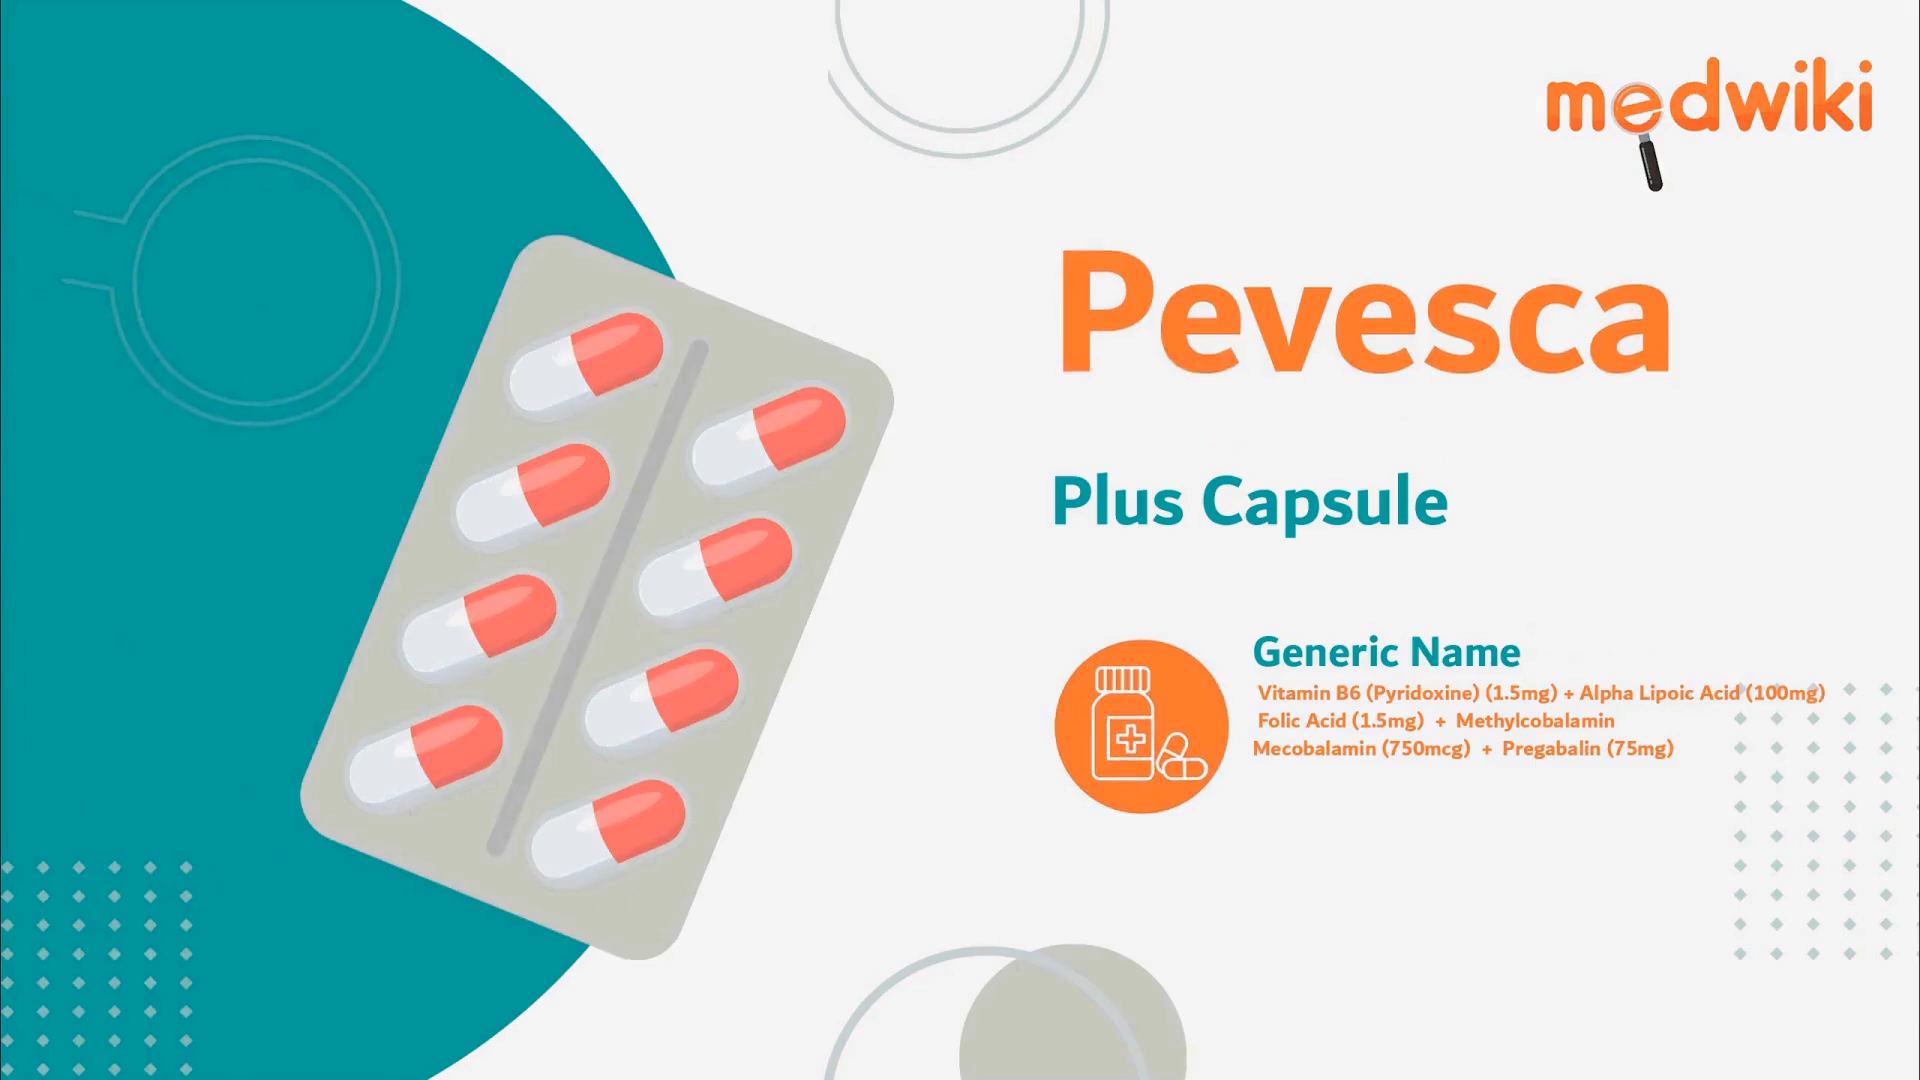 medwiki
Pevesca
Plus Capsule
Generic Name
Vitamin B6 (Pyridoxine) (1.5mg) + Alpha Lipoic Acid (100mg)
Folic Acid (1.5mg) + Methylcobalamin
Mecobalamin (750mcg) + Pregabalin (75mg)